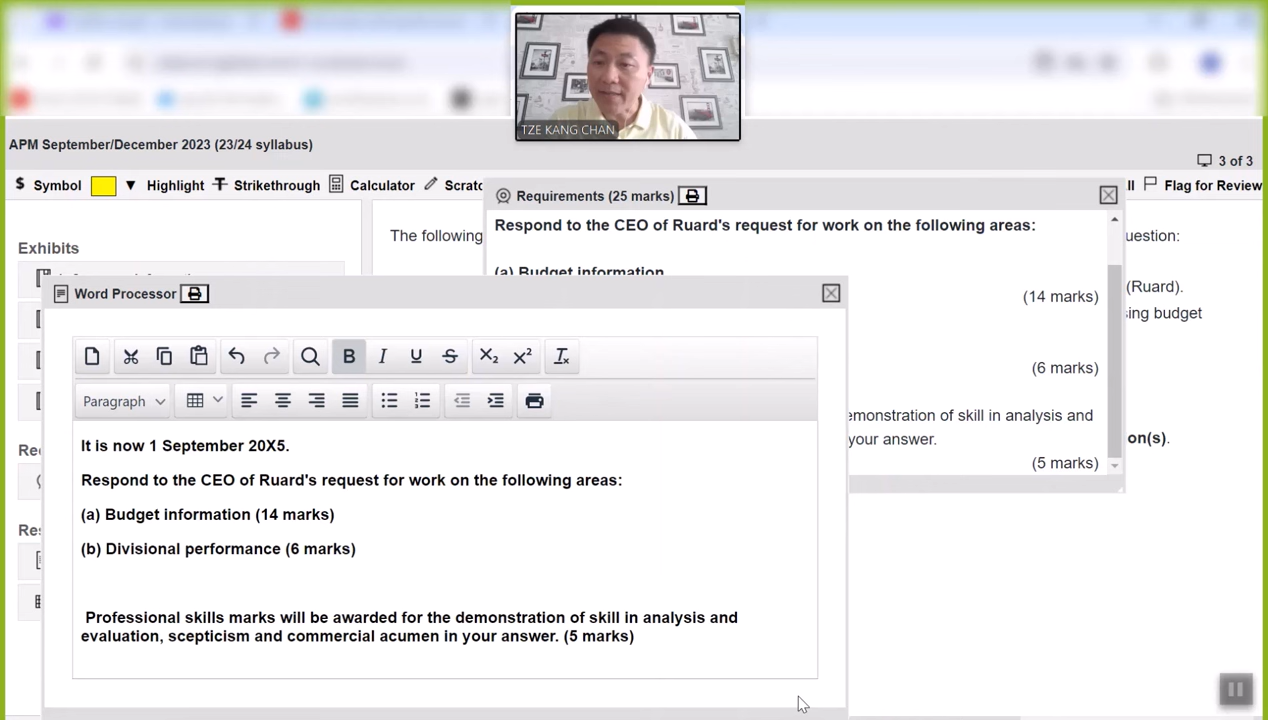 TZE KANG CHAN
APM September/December 2023 (23/24 syllabus)
3 of 3
Symbol
Highlight
Strikethrough
Calculator
Flag for Review
Requirements (25 marks)
Exhibits
The following
Respond to the CEO of Ruard's request for work on the following areas:
(a) Budget information
(14 marks)
(Ruard).
budget
(6 marks)
of skill in analysis and
your answer.
on(s).
(5 marks)
Word Processor
B I U S X2 X2 Tx
Paragraph
It is now 1 September 20X5.
Respond to the CEO of Ruard's request for work on the following areas:
(a) Budget information (14 marks)
(b) Divisional performance (6 marks)
Professional skills marks will be awarded for the demonstration of skill in analysis and
evaluation, scepticism and commercial acumen in your answer. (5 marks)